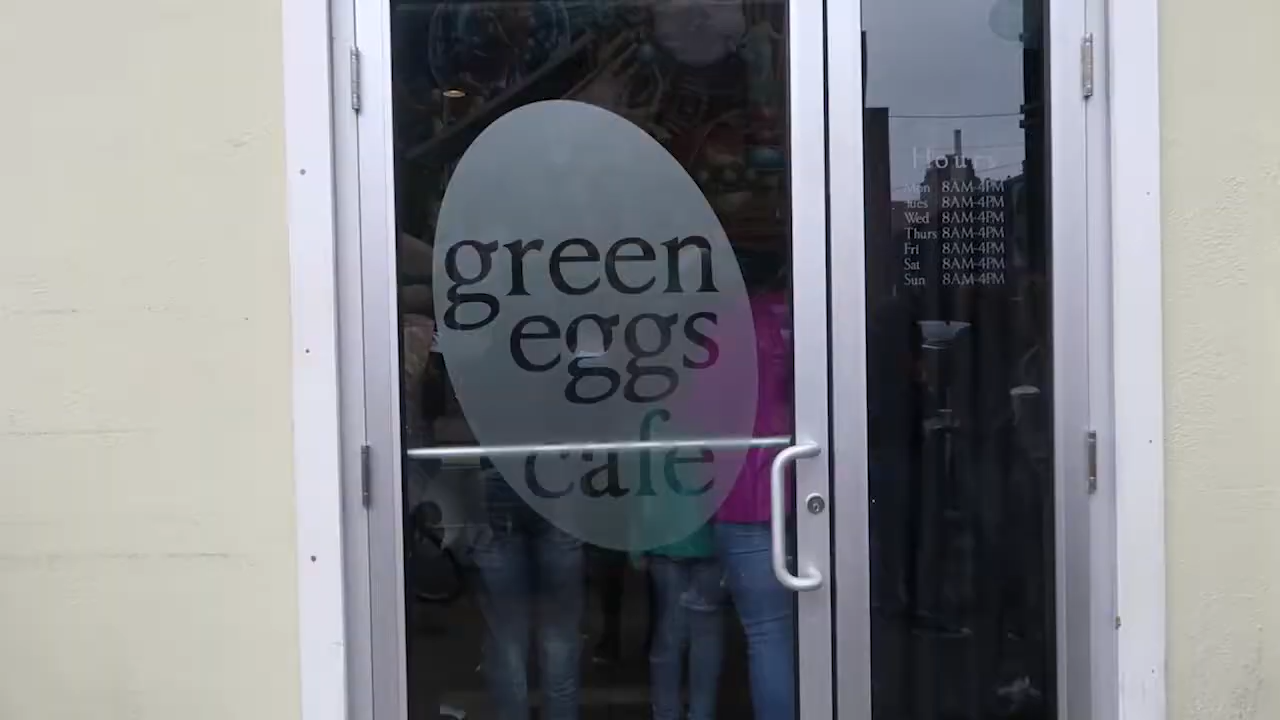 green
eggs
cafe
Hours
Mon 8AM-4PM
Tues 8AM-4PM
Wed 8AM-4PM
Thurs 8AM-4PM
Fri 8AM-4PM
Sat 8AM-4PM
Sun 8AM-4PM